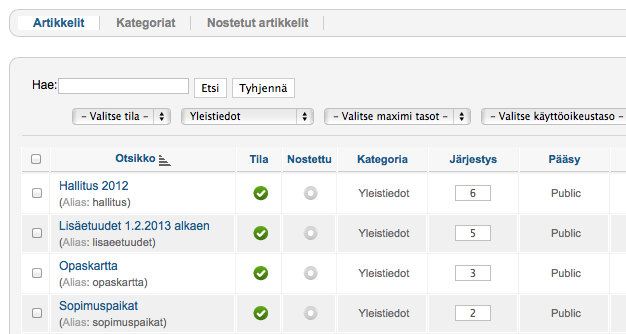 Artikkelit Kategoriat Nostetut artikkelit
Hae: Etsi Tyhjennä
- Valitse tila - Yleistiedot - Valitse maximi tasot - - Valitse käyttöoikeustaso -
Otsikko Tila Nostettu Kategoria Järjestys Pääsy
Hallitus 2012
(Alias: hallitus) Yleistiedot 6 Public
Lisäetuudet 1.2.2013 alkaen
(Alias: lisaeetuudet) Yleistiedot 5 Public
Opaskartta
(Alias: opaskartta) Yleistiedot 3 Public
Sopimuspaikat
(Alias: sopimuspaikat) Yleistiedot 2 Public